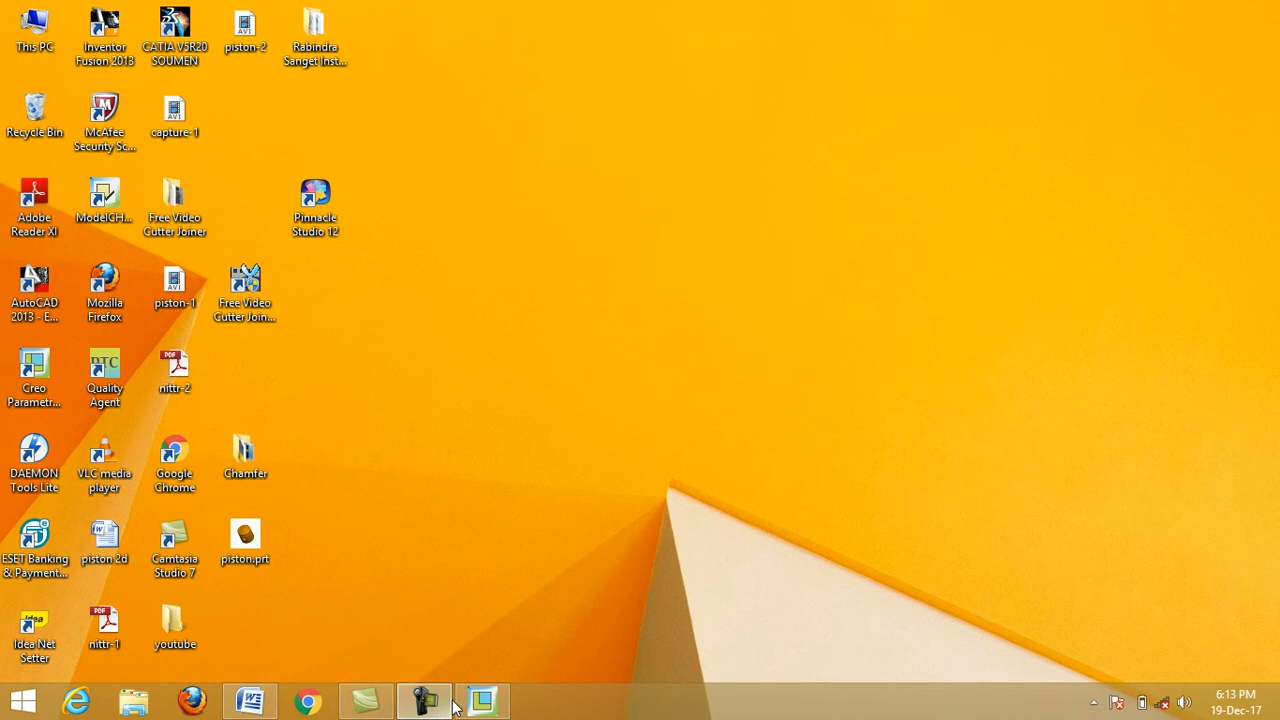 This PC
Inventor
Fusion 2013
CATIA V5R20
SOUMEN
piston-2
Rabindra
Sanget Inst...
Recycle Bin
McAfee
Security Sc...
capture-1
Adobe
Reader XI
ModelCH...
Free Video
Cutter Joiner
Pinnacle
Studio 12
AutoCAD
2013 - E...
Mozilla
Firefox
piston-1
Free Video
Cutter Join...
Creo
Parametr...
PTC
Quality
Agent
nittr-2
DAEMON
Tools Lite
VLC media
player
Google
Chrome
Chamfer
ESET Banking
& Payment...
piston 2d
Camtasia
Studio 7
piston.prt
Idea Net
Setter
nittr-1
youtube
6:13 PM
19-Dec-17